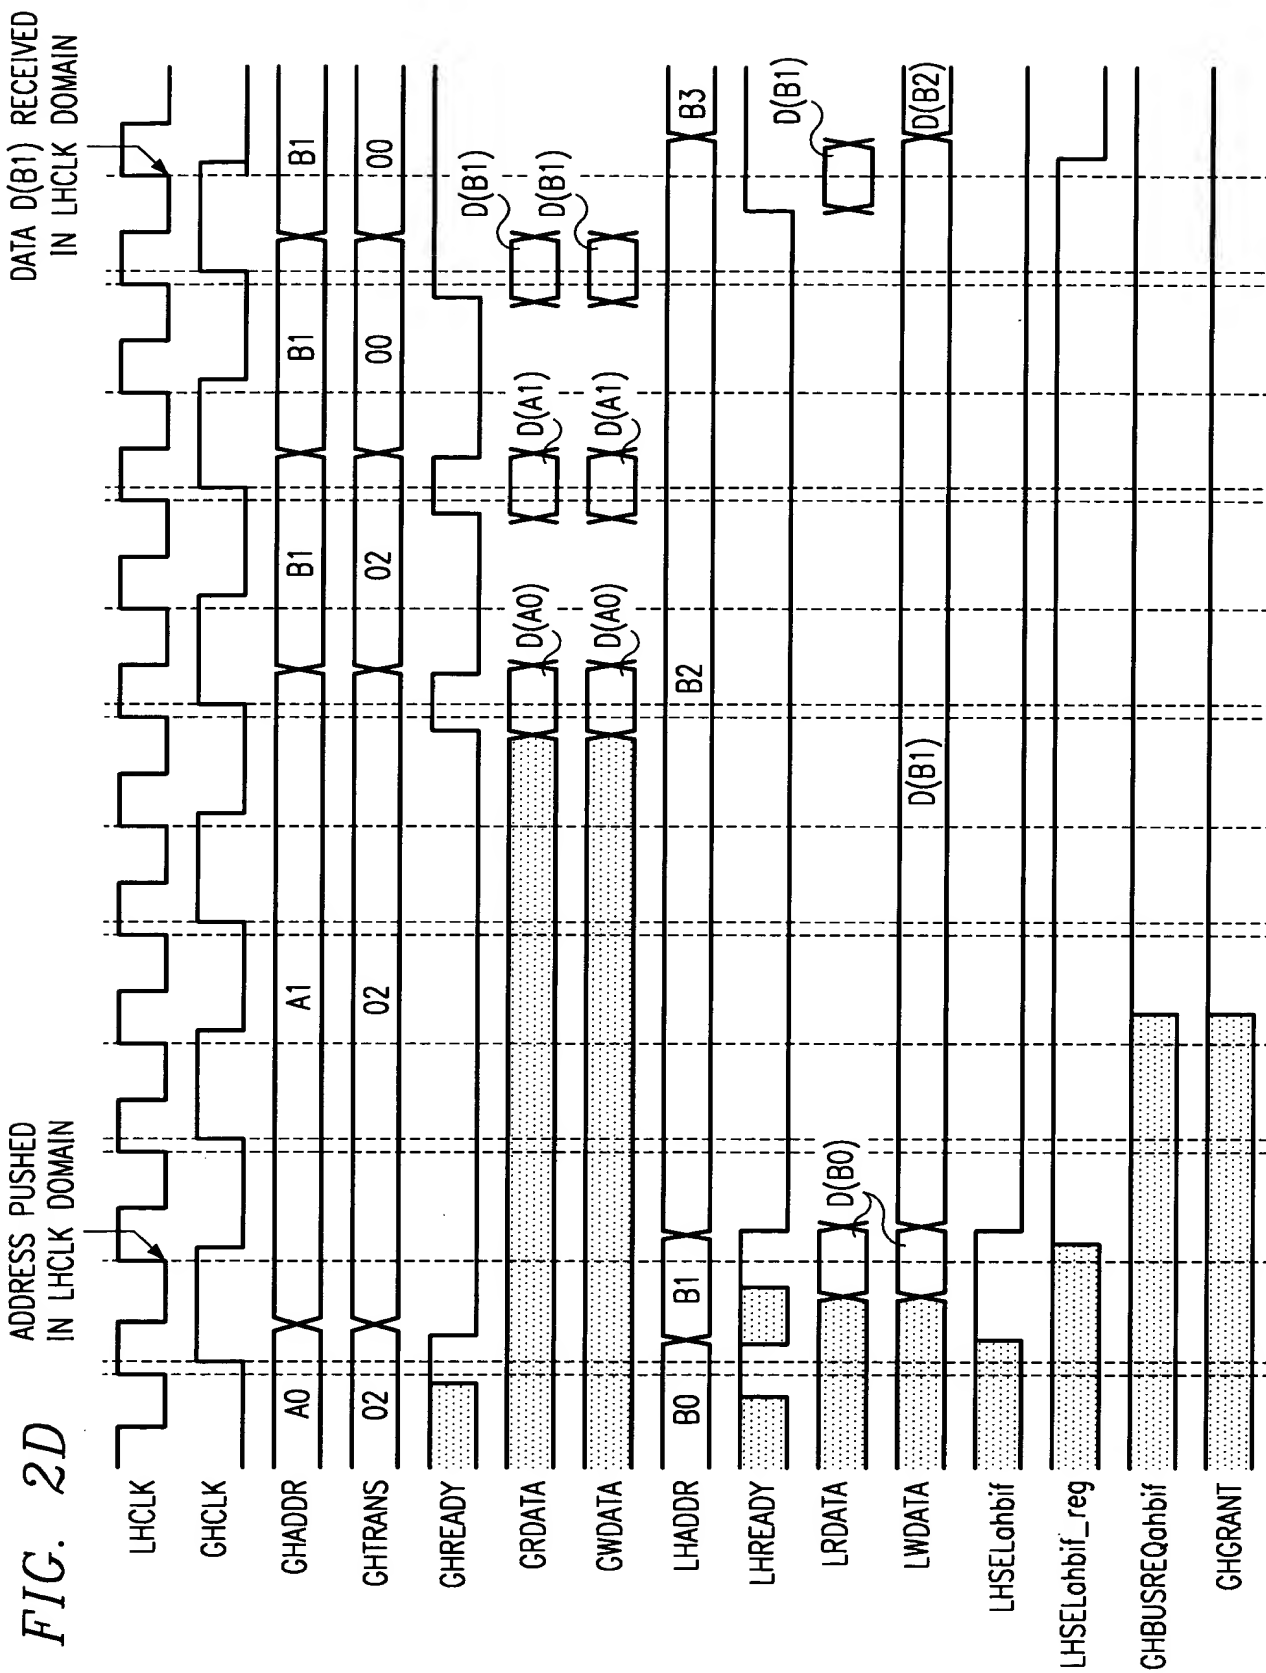 FIG. 2D
ADDRESS PUSHED
IN LHCLK DOMAIN
DATA D(B1) RECEIVED
IN LHCLK DOMAIN
LHCLK
GHCLK
GHADDR A0 A1 B1 B1 B1
GHTRANS 02 02 02 00 00
GHREADY
GRDATA D(A0) D(A1) D(B1)
GWDATA D(A0) D(A1) D(B1)
LHADDR B0 B1 B2 B3
LHREADY
LRDATA D(B0) D(B1)
LWDATA D(B1) D(B2)
LHSELahbif
LHSELahbif_reg
GHBUSREQahbif
GHGRANT